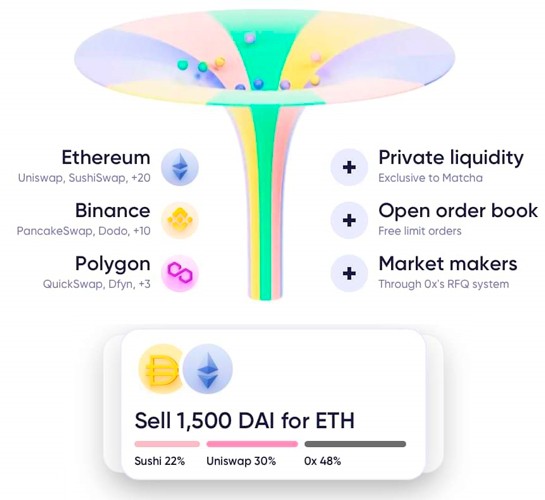 Ethereum
Uniswap, SushiSwap, +20
Binance
PancakeSwap, Dodo, +10
Polygon
QuickSwap, Dfyn, +3
Private liquidity
Exclusive to Matcha
Open order book
Free limit orders
Market makers
Through 0x's RFQ system
Sell 1,500 DAI for ETH
Sushi 22%
Uniswap 30%
0x 48%